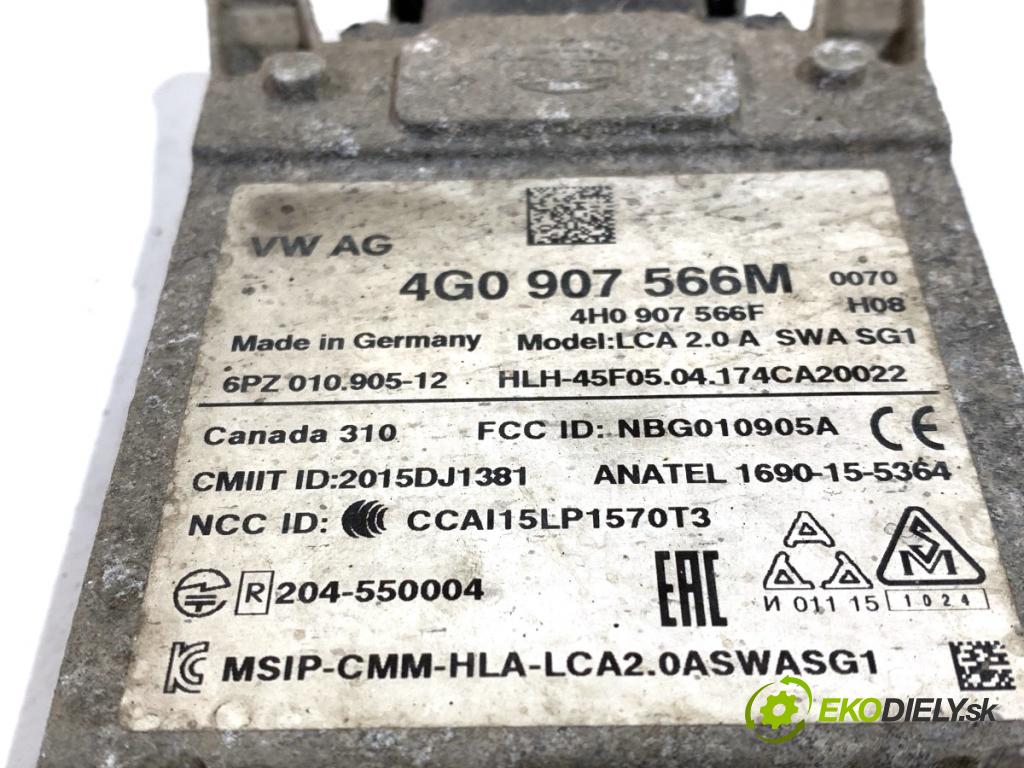 VW AG
4G0 907 566M 0070
4H0 907 566F H08
Made in Germany Model:LCA 2.0 A SWA SG1
6PZ 010.905-12 HLH-45F05.04.174CA20022
Canada 310 FCC ID: NBG010905A CE
CMIIT ID:2015DJ1381 ANATEL 1690-15-5364
NCC ID: CCAI15LP1570T3
R 204-550004 EAC И 011 15 SM 1024
KC MSIP-CMM-HLA-LCA2.0ASWASG1
EKODIELY.sk